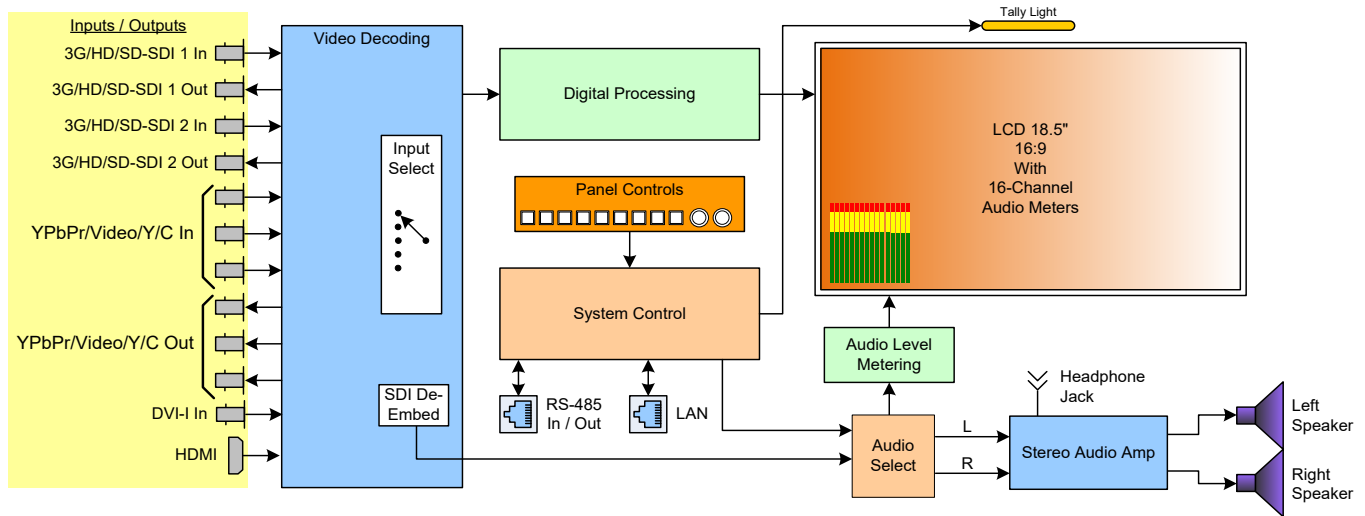 Inputs / Outputs
3G/HD/SD-SDI 1 In
3G/HD/SD-SDI 1 Out
3G/HD/SD-SDI 2 In
3G/HD/SD-SDI 2 Out
YPbPr/Video/Y/C In
YPbPr/Video/Y/C Out
DVI-I In
HDMI
Video Decoding
Input
Select
SDI De-
Embed
Digital Processing
Panel Controls
System Control
RS-485
In / Out
LAN
Tally Light
LCD 18.5"
16:9
With
16-Channel
Audio Meters
Audio Level
Metering
Audio
Select
L
R
Headphone
Jack
Stereo Audio Amp
Left
Speaker
Right
Speaker